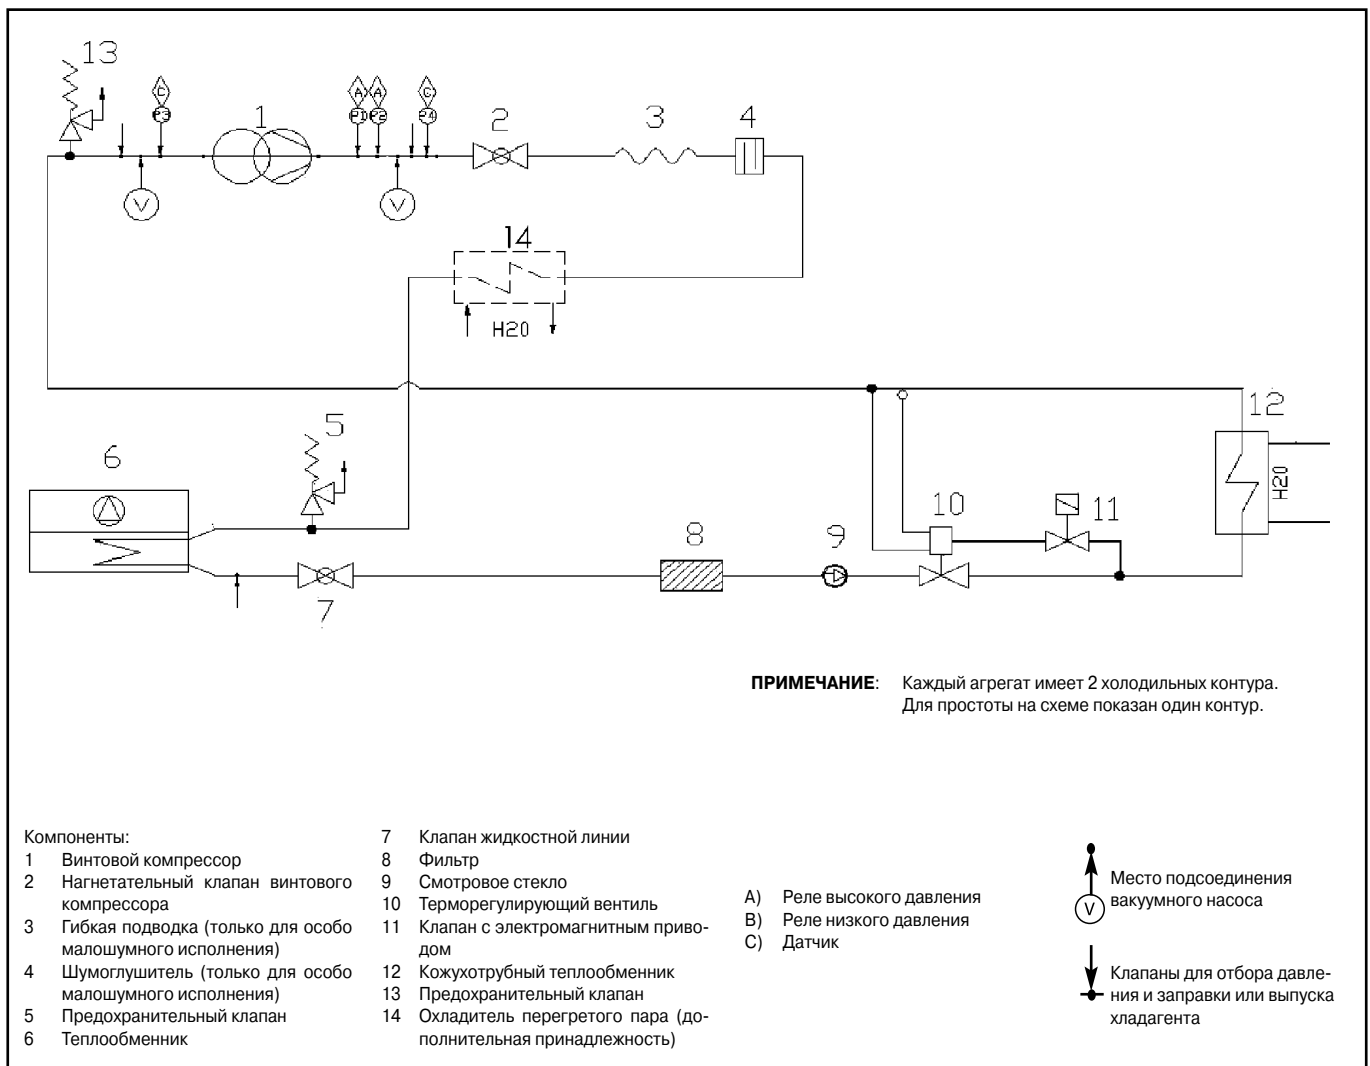 13
C
P3
1
A
A
P1
P2
C
P4
2
3
4
V
V
14
H20
12
H20
5
6
10
11
8
9
7
ПРИМЕЧАНИЕ: Каждый агрегат имеет 2 холодильных контура.
Для простоты на схеме показан один контур.
Компоненты:
1 Винтовой компрессор
2 Нагнетательный клапан винтового
компрессора
3 Гибкая подводка (только для особо
малошумного исполнения)
4 Шумоглушитель (только для особо
малошумного исполнения)
5 Предохранительный клапан
6 Теплообменник
7 Клапан жидкостной линии
8 Фильтр
9 Смотровое стекло
10 Терморегулирующий вентиль
11 Клапан с электромагнитным приво-
дом
12 Кожухотрубный теплообменник
13 Предохранительный клапан
14 Охладитель перегретого пара (до-
полнительная принадлежность)
A) Реле высокого давления
B) Реле низкого давления
C) Датчик
V
Место подсоединения
вакуумного насоса
Клапаны для отбора давле-
ния и заправки или выпуска
хладагента